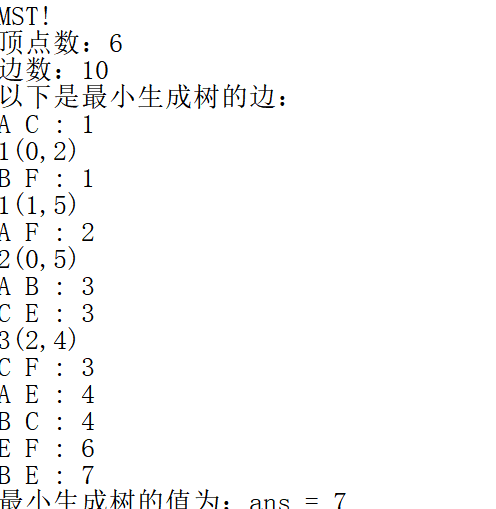 MST!
顶点数：6
边数：10
以下是最小生成树的边：
A C : 1
1(0,2)
B F : 1
1(1,5)
A F : 2
2(0,5)
A B : 3
C E : 3
3(2,4)
C F : 3
A E : 4
B C : 4
E F : 6
B E : 7
最小生成树的值为：ans = 7